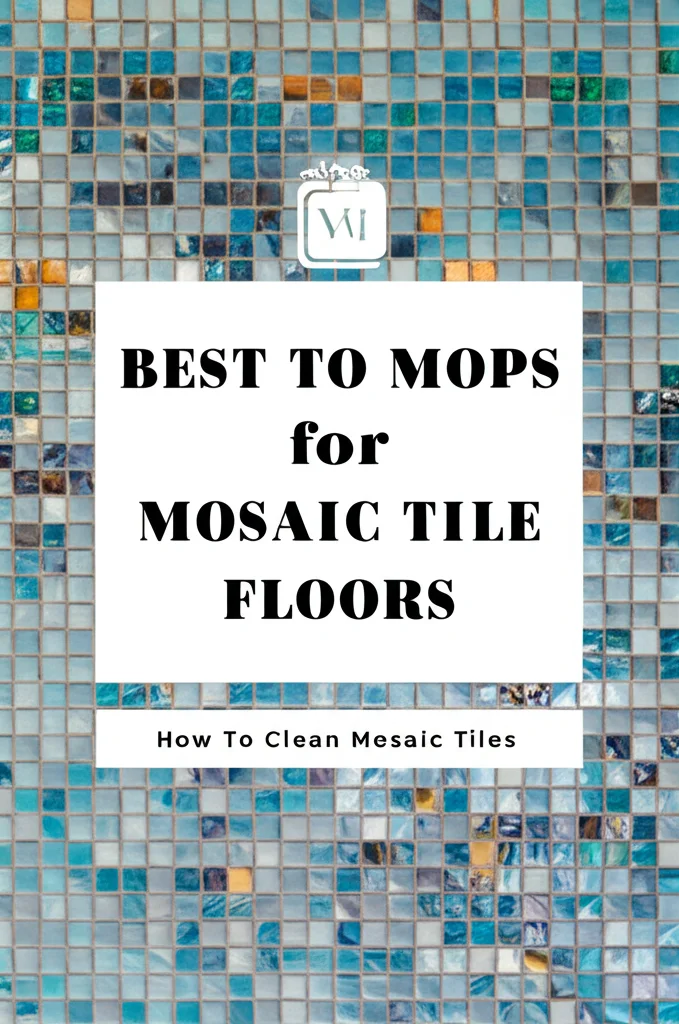 BEST TO MOPS
for
MOSAIC TILE
FLOORS
How To Clean Mesaic Tiles